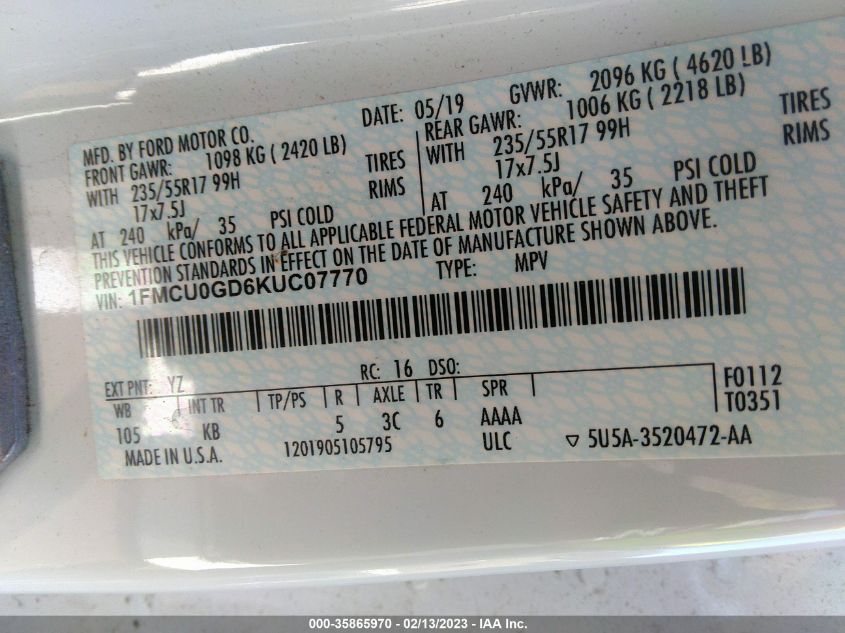 MFD. BY FORD MOTOR CO.
DATE: 05/19
GVWR: 2096 KG ( 4620 LB)
FRONT GAWR: 1098 KG ( 2420 LB)
WITH 235/55R17 99H TIRES
17x7.5J RIMS
AT 240 kPa/ 35 PSI COLD
REAR GAWR: 1006 KG ( 2218 LB)
WITH 235/55R17 99H TIRES
17x7.5J RIMS
AT 240 kPa/ 35 PSI COLD
THIS VEHICLE CONFORMS TO ALL APPLICABLE FEDERAL MOTOR VEHICLE SAFETY AND THEFT
PREVENTION STANDARDS IN EFFECT ON THE DATE OF MANUFACTURE SHOWN ABOVE.
VIN: 1FMCU0GD6KUC07770
TYPE: MPV
EXT PNT: YZ RC: 16 DSO:
WB INT TR TP/PS R AXLE TR SPR
105 KB 5 3C 6 AAAA
F0112
T0351
MADE IN U.S.A. 1201905105795 ULC 5U5A-3520472-AA
000-35865970 — 02/13/2023 — IAA Inc.